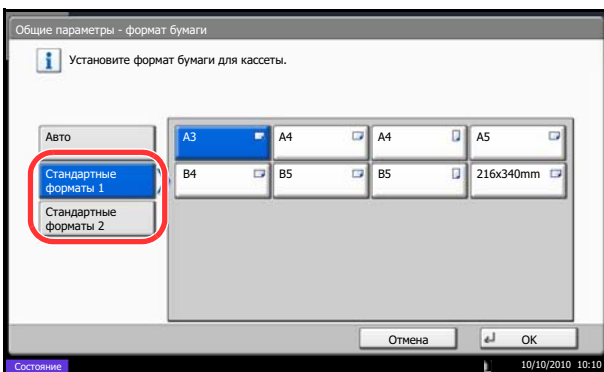 Общие параметры - формат бумаги
Установите формат бумаги для кассеты.
Авто
Стандартные
форматы 1
Стандартные
форматы 2
A3
A4
A4
A5
B4
B5
B5
216x340mm
Отмена
OK
Состояние
10/10/2010 10:10